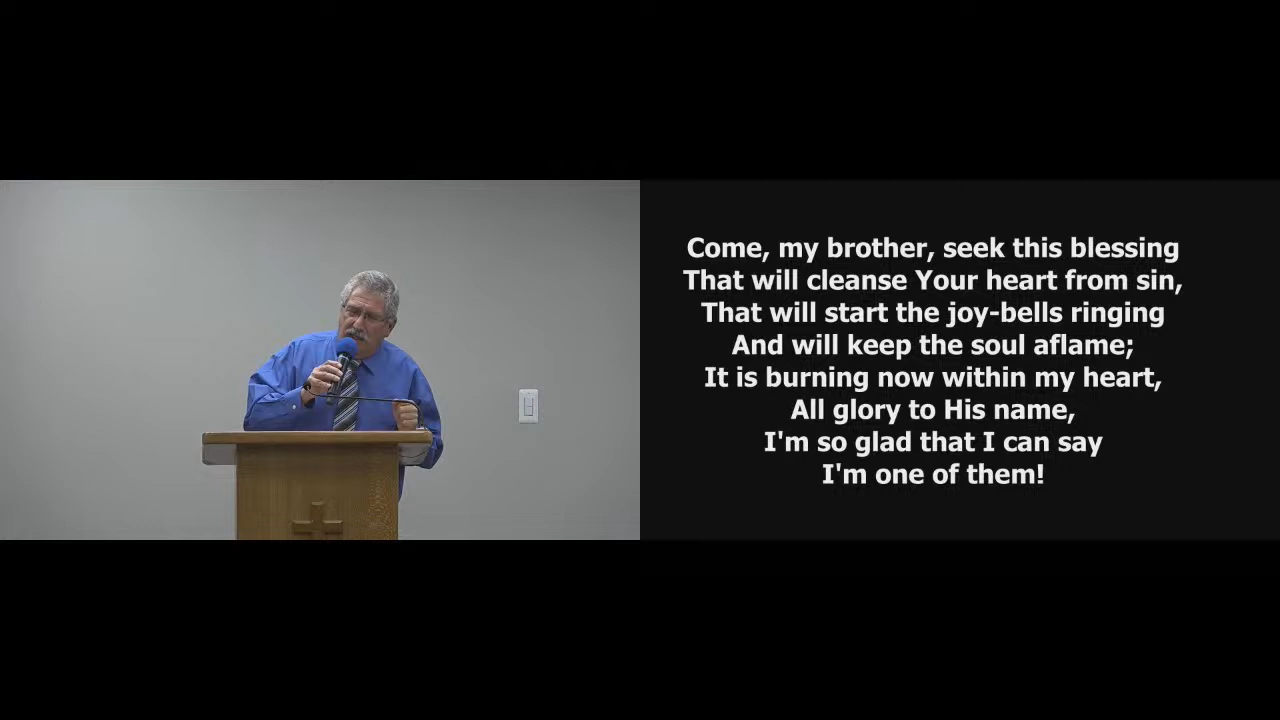 Come, my brother, seek this blessing
That will cleanse Your heart from sin,
That will start the joy-bells ringing
And will keep the soul aflame;
It is burning now within my heart,
All glory to His name,
I'm so glad that I can say
I'm one of them!